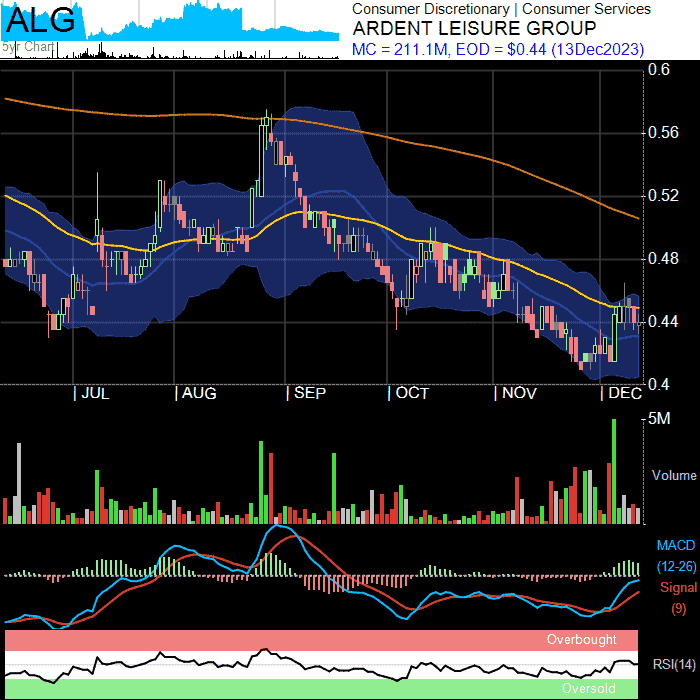 ALG
5yr Chart
Consumer Discretionary | Consumer Services
ARDENT LEISURE GROUP
MC = 211.1M, EOD = $0.44 (13Dec2023)
0.6
0.56
0.52
0.48
0.44
0.4
| JUL
| AUG
| SEP
| OCT
| NOV
| DEC
5M
Volume
MACD
(12-26)
Signal
(9)
Overbought
RSI(14)
Oversold